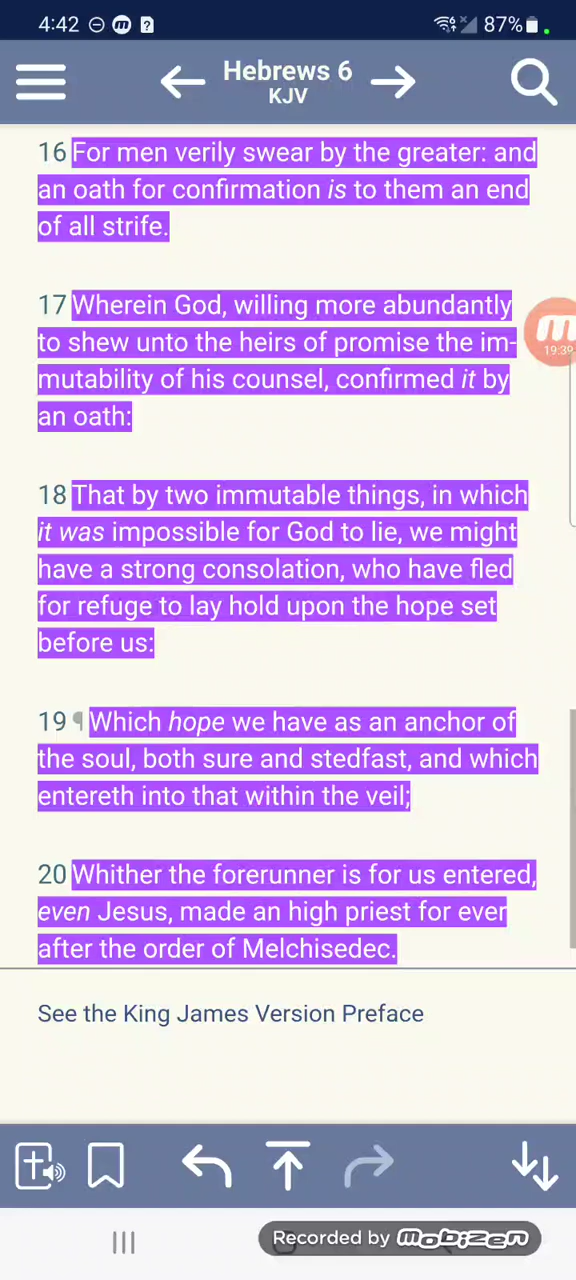 4:42 m ? 87%
Hebrews 6
KJV
16 For men verily swear by the greater: and
an oath for confirmation is to them an end
of all strife.
17 Wherein God, willing more abundantly
to shew unto the heirs of promise the im-
mutability of his counsel, confirmed it by
an oath:
m
19:39
18 That by two immutable things, in which
it was impossible for God to lie, we might
have a strong consolation, who have fled
for refuge to lay hold upon the hope set
before us:
19 ¶ Which hope we have as an anchor of
the soul, both sure and stedfast, and which
entereth into that within the veil;
20 Whither the forerunner is for us entered,
even Jesus, made an high priest for ever
after the order of Melchisedec.
See the King James Version Preface
Recorded by mobizen